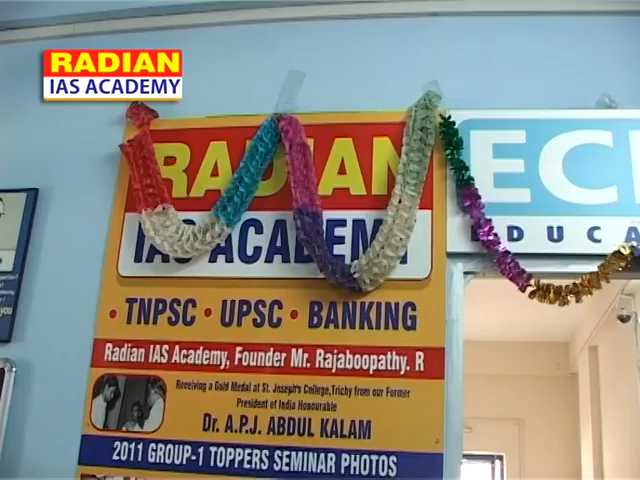 RADIAN
IAS ACADEMY
RADIAN
IAS ACADEMY
• TNPSC • UPSC • BANKING
Radian IAS Academy, Founder Mr. Rajaboopathy. R
Receiving a Gold Medal at St. Joseph's College,Trichy from our Former
President of India Honourable
Dr. A.P.J. ABDUL KALAM
2011 GROUP-1 TOPPERS SEMINAR PHOTOS